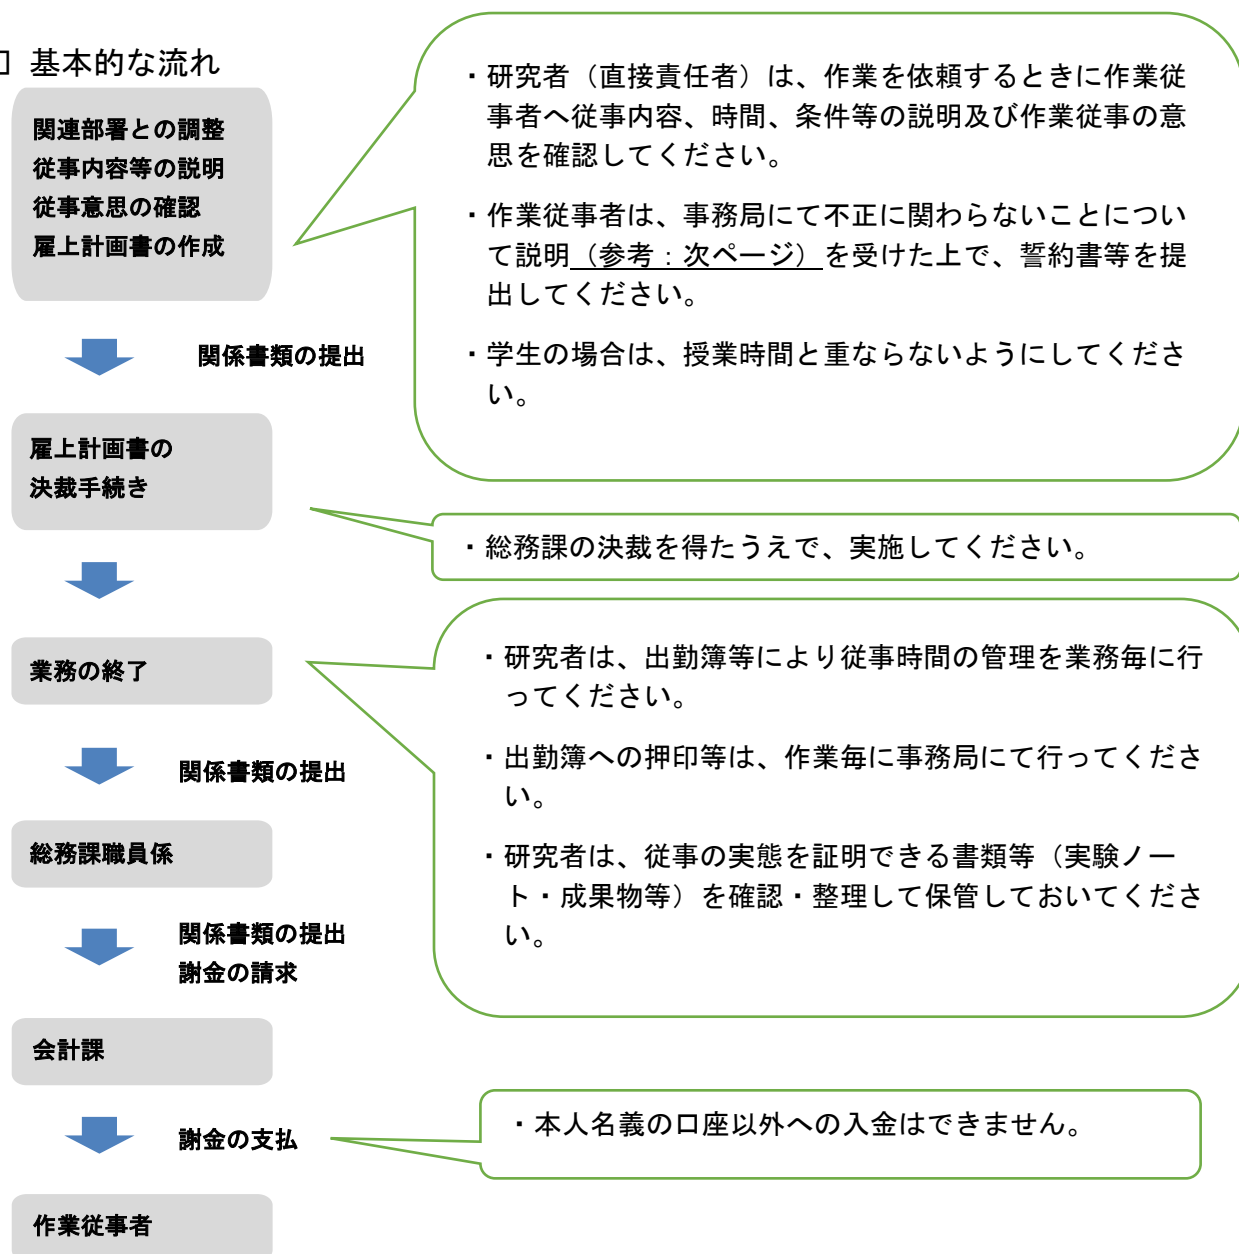 □ 基本的な流れ
関連部署との調整
従事内容等の説明
従事意思の確認
雇上計画書の作成
・研究者（直接責任者）は、作業を依頼するときに作業従
事者へ従事内容、時間、条件等の説明及び作業従事の意
思を確認してください。
・作業従事者は、事務局にて不正に関わらないことについ
て説明（参考：次ページ）を受けた上で、誓約書等を提
出してください。
・学生の場合は、授業時間と重ならないようにしてくださ
い。
関係書類の提出
雇上計画書の
決裁手続き
・総務課の決裁を得たうえで、実施してください。
業務の終了
・研究者は、出勤簿等により従事時間の管理を業務毎に行
ってください。
・出勤簿への押印等は、作業毎に事務局にて行ってくださ
い。
・研究者は、従事の実態を証明できる書類等（実験ノー
ト・成果物等）を確認・整理して保管しておいてくださ
い。
関係書類の提出
総務課職員係
関係書類の提出
謝金の請求
会計課
謝金の支払
・本人名義の口座以外への入金はできません。
作業従事者